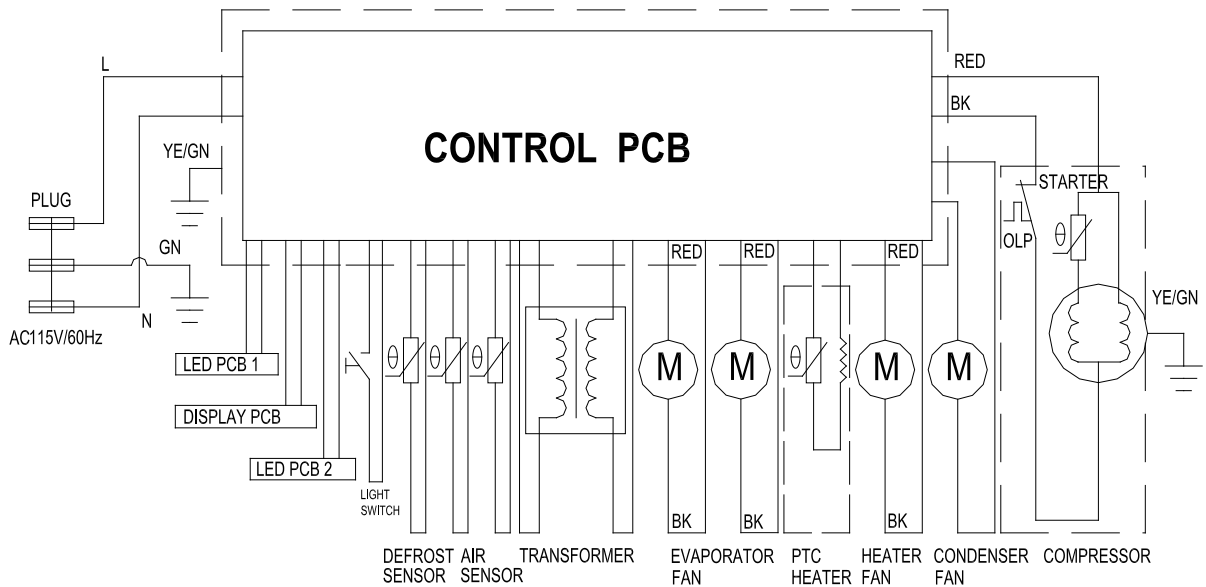 L
RED
BK
CONTROL PCB
YE/GN
STARTER
PLUG
OLP
θ
GN
RED
RED
RED
YE/GN
N
AC115V/60Hz
LED PCB 1
θ
θ
θ
M
M
θ
M
M
DISPLAY PCB
LED PCB 2
LIGHT
SWITCH
BK
BK
BK
DEFROST
SENSOR
AIR
SENSOR
TRANSFORMER
EVAPORATOR
FAN
PTC
HEATER
HEATER
FAN
CONDENSER
FAN
COMPRESSOR